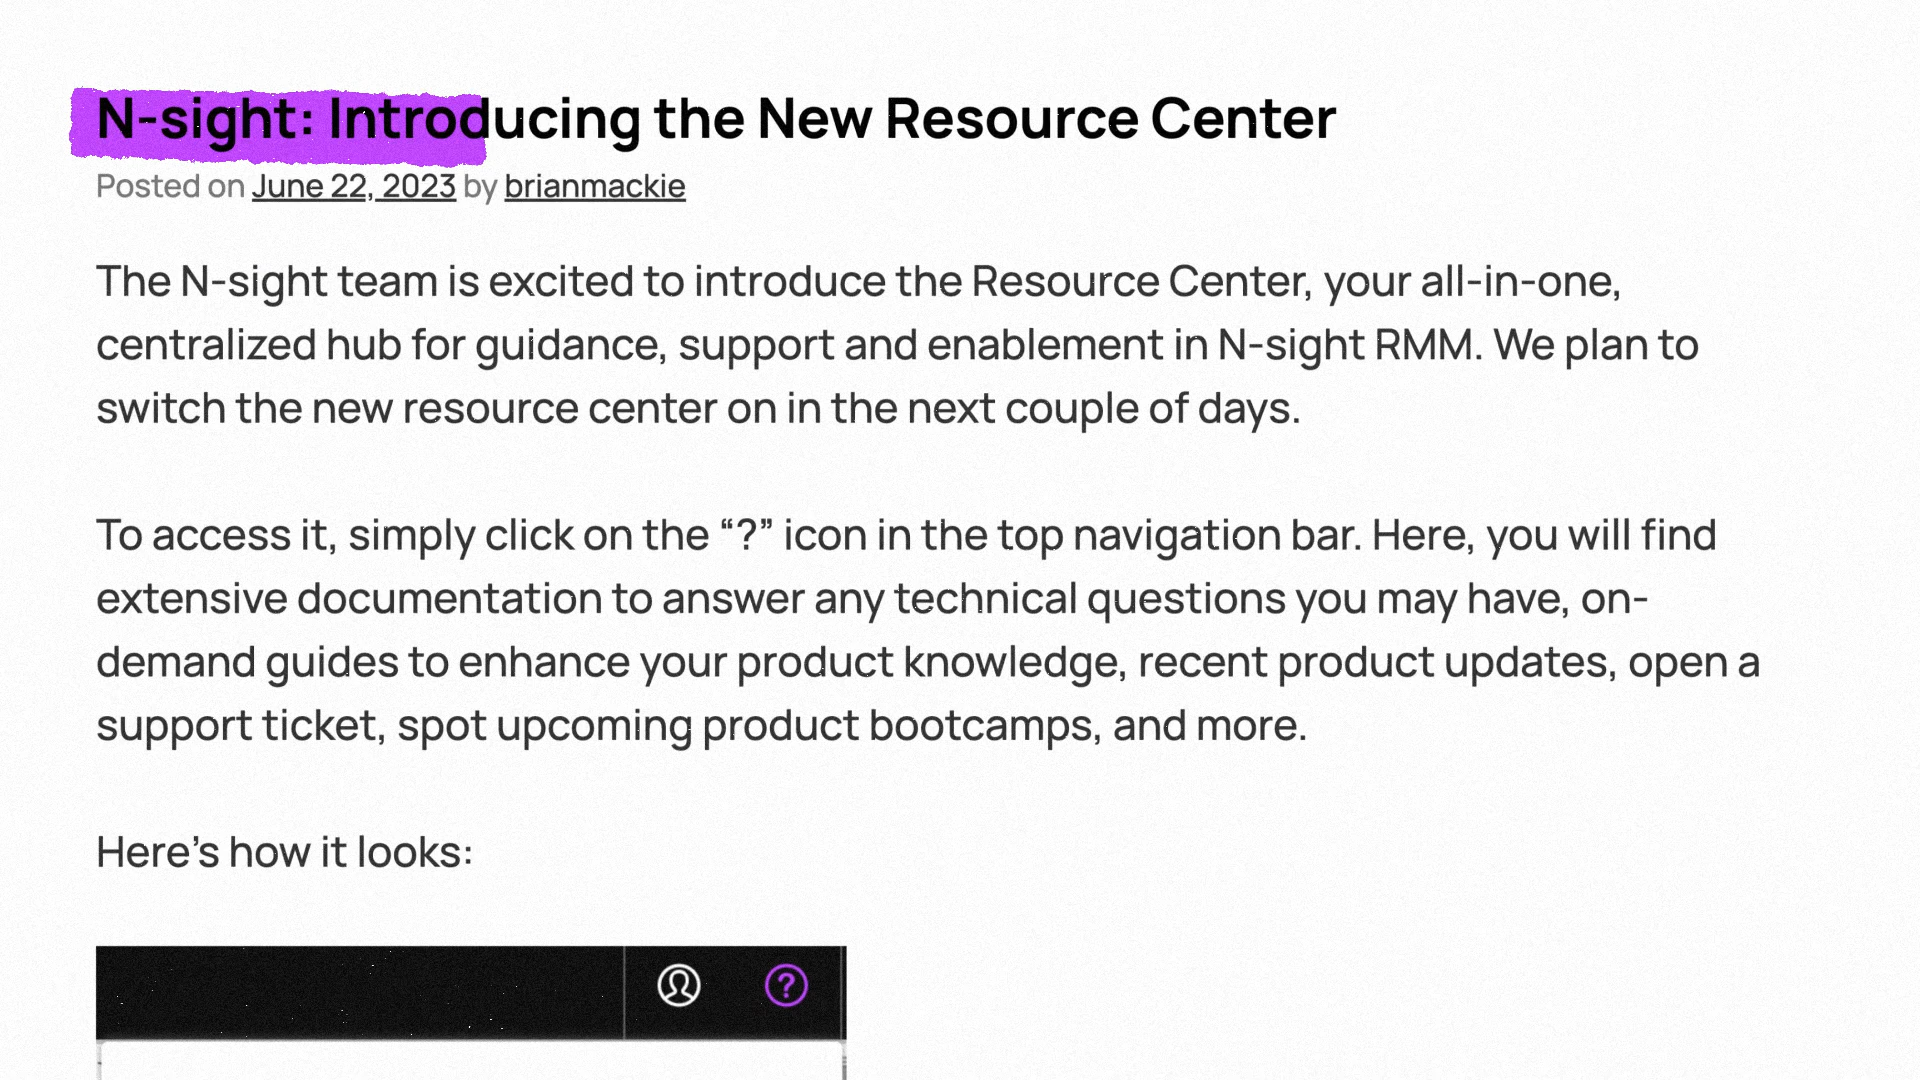 N-sight: Introducing the New Resource Center
Posted on June 22, 2023 by brianmackie
The N-sight team is excited to introduce the Resource Center, your all-in-one,
centralized hub for guidance, support and enablement in N-sight RMM. We plan to
switch the new resource center on in the next couple of days.
To access it, simply click on the “?” icon in the top navigation bar. Here, you will find
extensive documentation to answer any technical questions you may have, on-
demand guides to enhance your product knowledge, recent product updates, open a
support ticket, spot upcoming product bootcamps, and more.
Here’s how it looks:
?